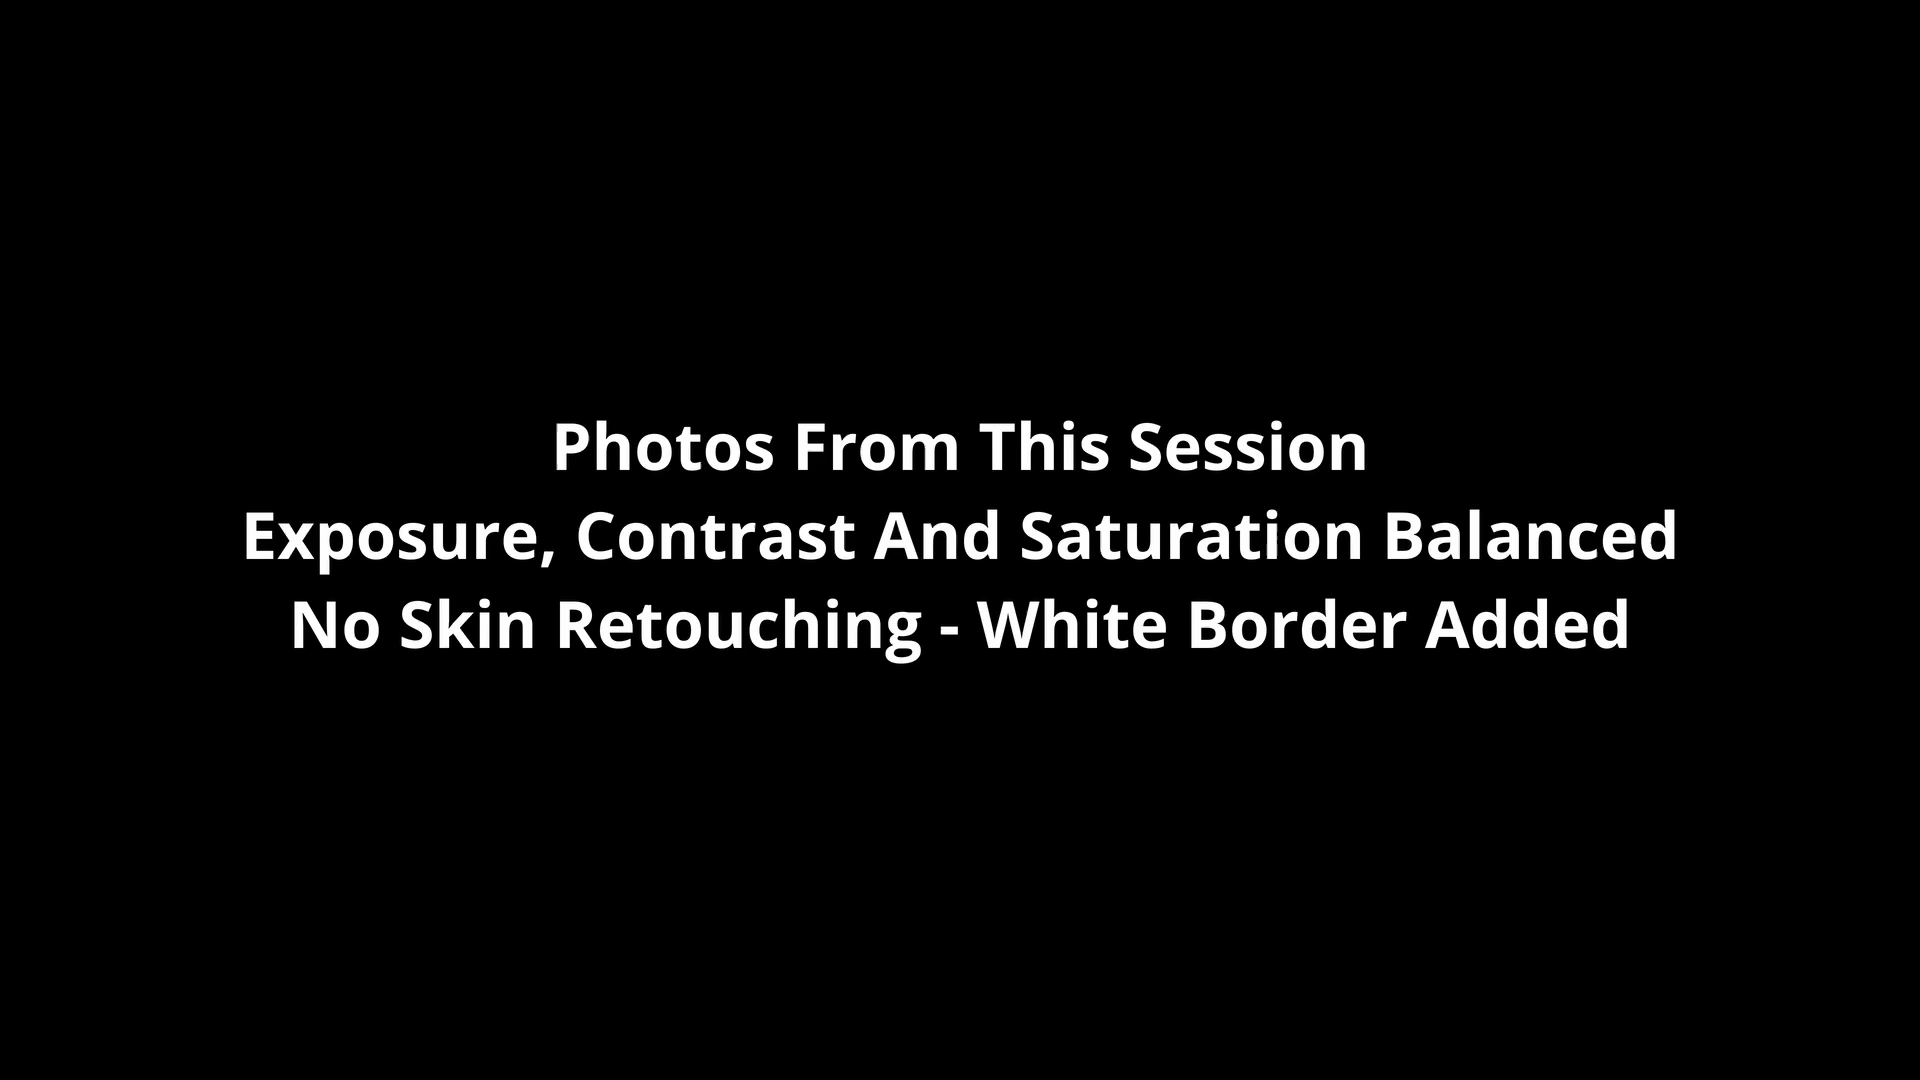 Photos From This Session
Exposure, Contrast And Saturation Balanced
No Skin Retouching - White Border Added